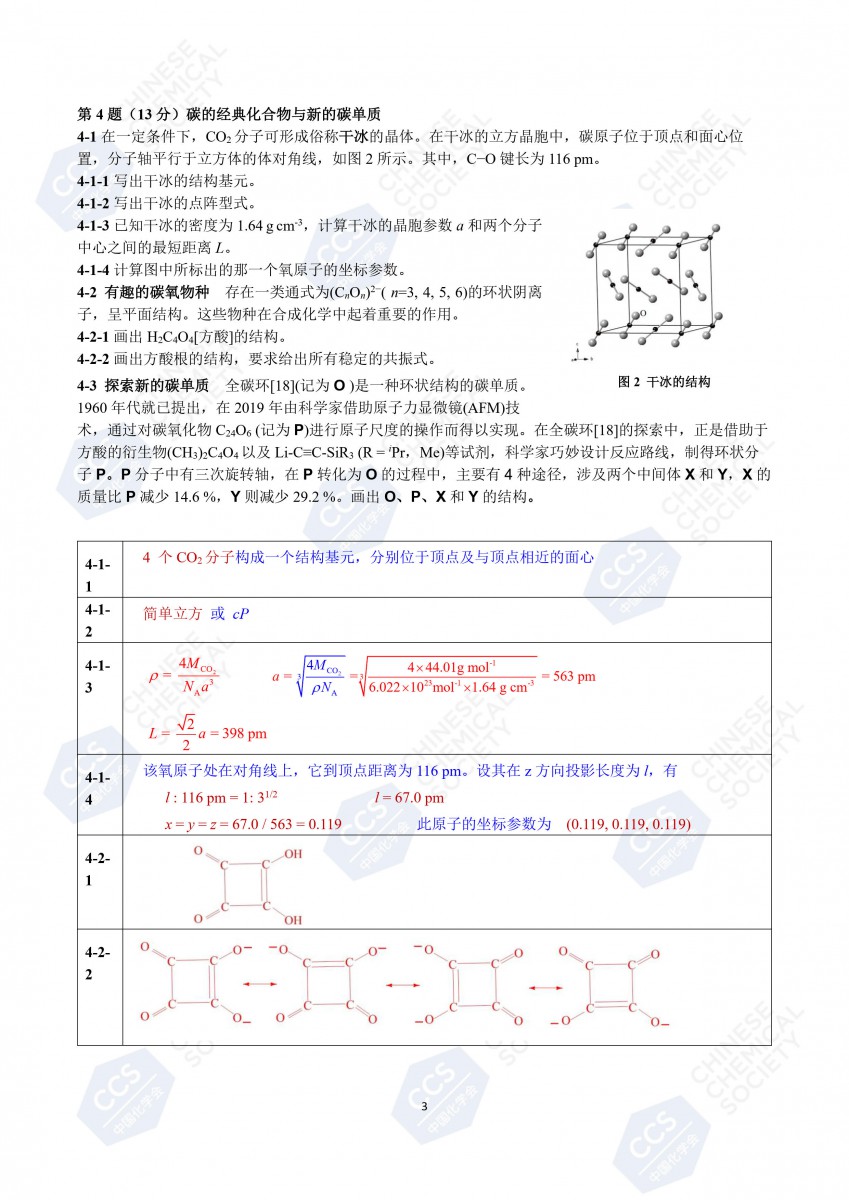 第 4 题（13 分）碳的经典化合物与新的碳单质
4-1 在一定条件下，CO2 分子可形成俗称干冰的晶体。在干冰的立方晶胞中，碳原子位于顶点和面心位
置，分子轴平行于立方体的体对角线，如图 2 所示。其中，C−O 键长为 116 pm。
4-1-1 写出干冰的结构基元。
4-1-2 写出干冰的点阵型式。
4-1-3 已知干冰的密度为 1.64 g cm-3，计算干冰的晶胞参数 a 和两个分子
中心之间的最短距离 L。
4-1-4 计算图中所标出的那一个氧原子的坐标参数。
4-2 有趣的碳氧物种 存在一类通式为(CnOn)2−( n=3, 4, 5, 6)的环状阴离
子，呈平面结构。这些物种在合成化学中起着重要的作用。
4-2-1 画出 H2C4O4[方酸]的结构。
4-2-2 画出方酸根的结构，要求给出所有稳定的共振式。
O
图 2 干冰的结构
4-3 探索新的碳单质 全碳环[18](记为 O )是一种环状结构的碳单质。
1960 年代就已提出，在 2019 年由科学家借助原子力显微镜(AFM)技
术，通过对碳氧化物 C24O6 (记为 P)进行原子尺度的操作而得以实现。在全碳环[18]的探索中，正是借助于
方酸的衍生物(CH3)2C4O4 以及 Li-C≡C-SiR3 (R = iPr，Me)等试剂，科学家巧妙设计反应路线，制得环状分
子 P。P 分子中有三次旋转轴，在 P 转化为 O 的过程中，主要有 4 种途径，涉及两个中间体 X 和 Y，X 的
质量比 P 减少 14.6 %，Y 则减少 29.2 %。画出 O、P、X 和 Y 的结构。
4-1-1
4 个 CO2 分子构成一个结构基元，分别位于顶点及与顶点相近的面心
4-1-2
简单立方 或 cP
4-1-3
ρ = 4MCO2 / NAa3 a = ∛(4MCO2 / ρNA) = ∛(4×44.01g mol-1 / 6.022×1023mol-1×1.64 g cm-3) = 563 pm
L = √2/2 a = 398 pm
4-1-4
该氧原子处在对角线上，它到顶点距离为 116 pm。设其在 z 方向投影长度为 l，有
l : 116 pm = 1: 31/2 l = 67.0 pm
x = y = z = 67.0 / 563 = 0.119 此原子的坐标参数为 (0.119, 0.119, 0.119)
4-2-1
O OH
C C
C C
O OH
4-2-2
O O− −O O− −O O O O
C C C C C C C C
C C C C C C C C
O O− O O −O O −O O−
3
CCS
中国化学会
CHINESE
CHEMICAL
SOCIETY